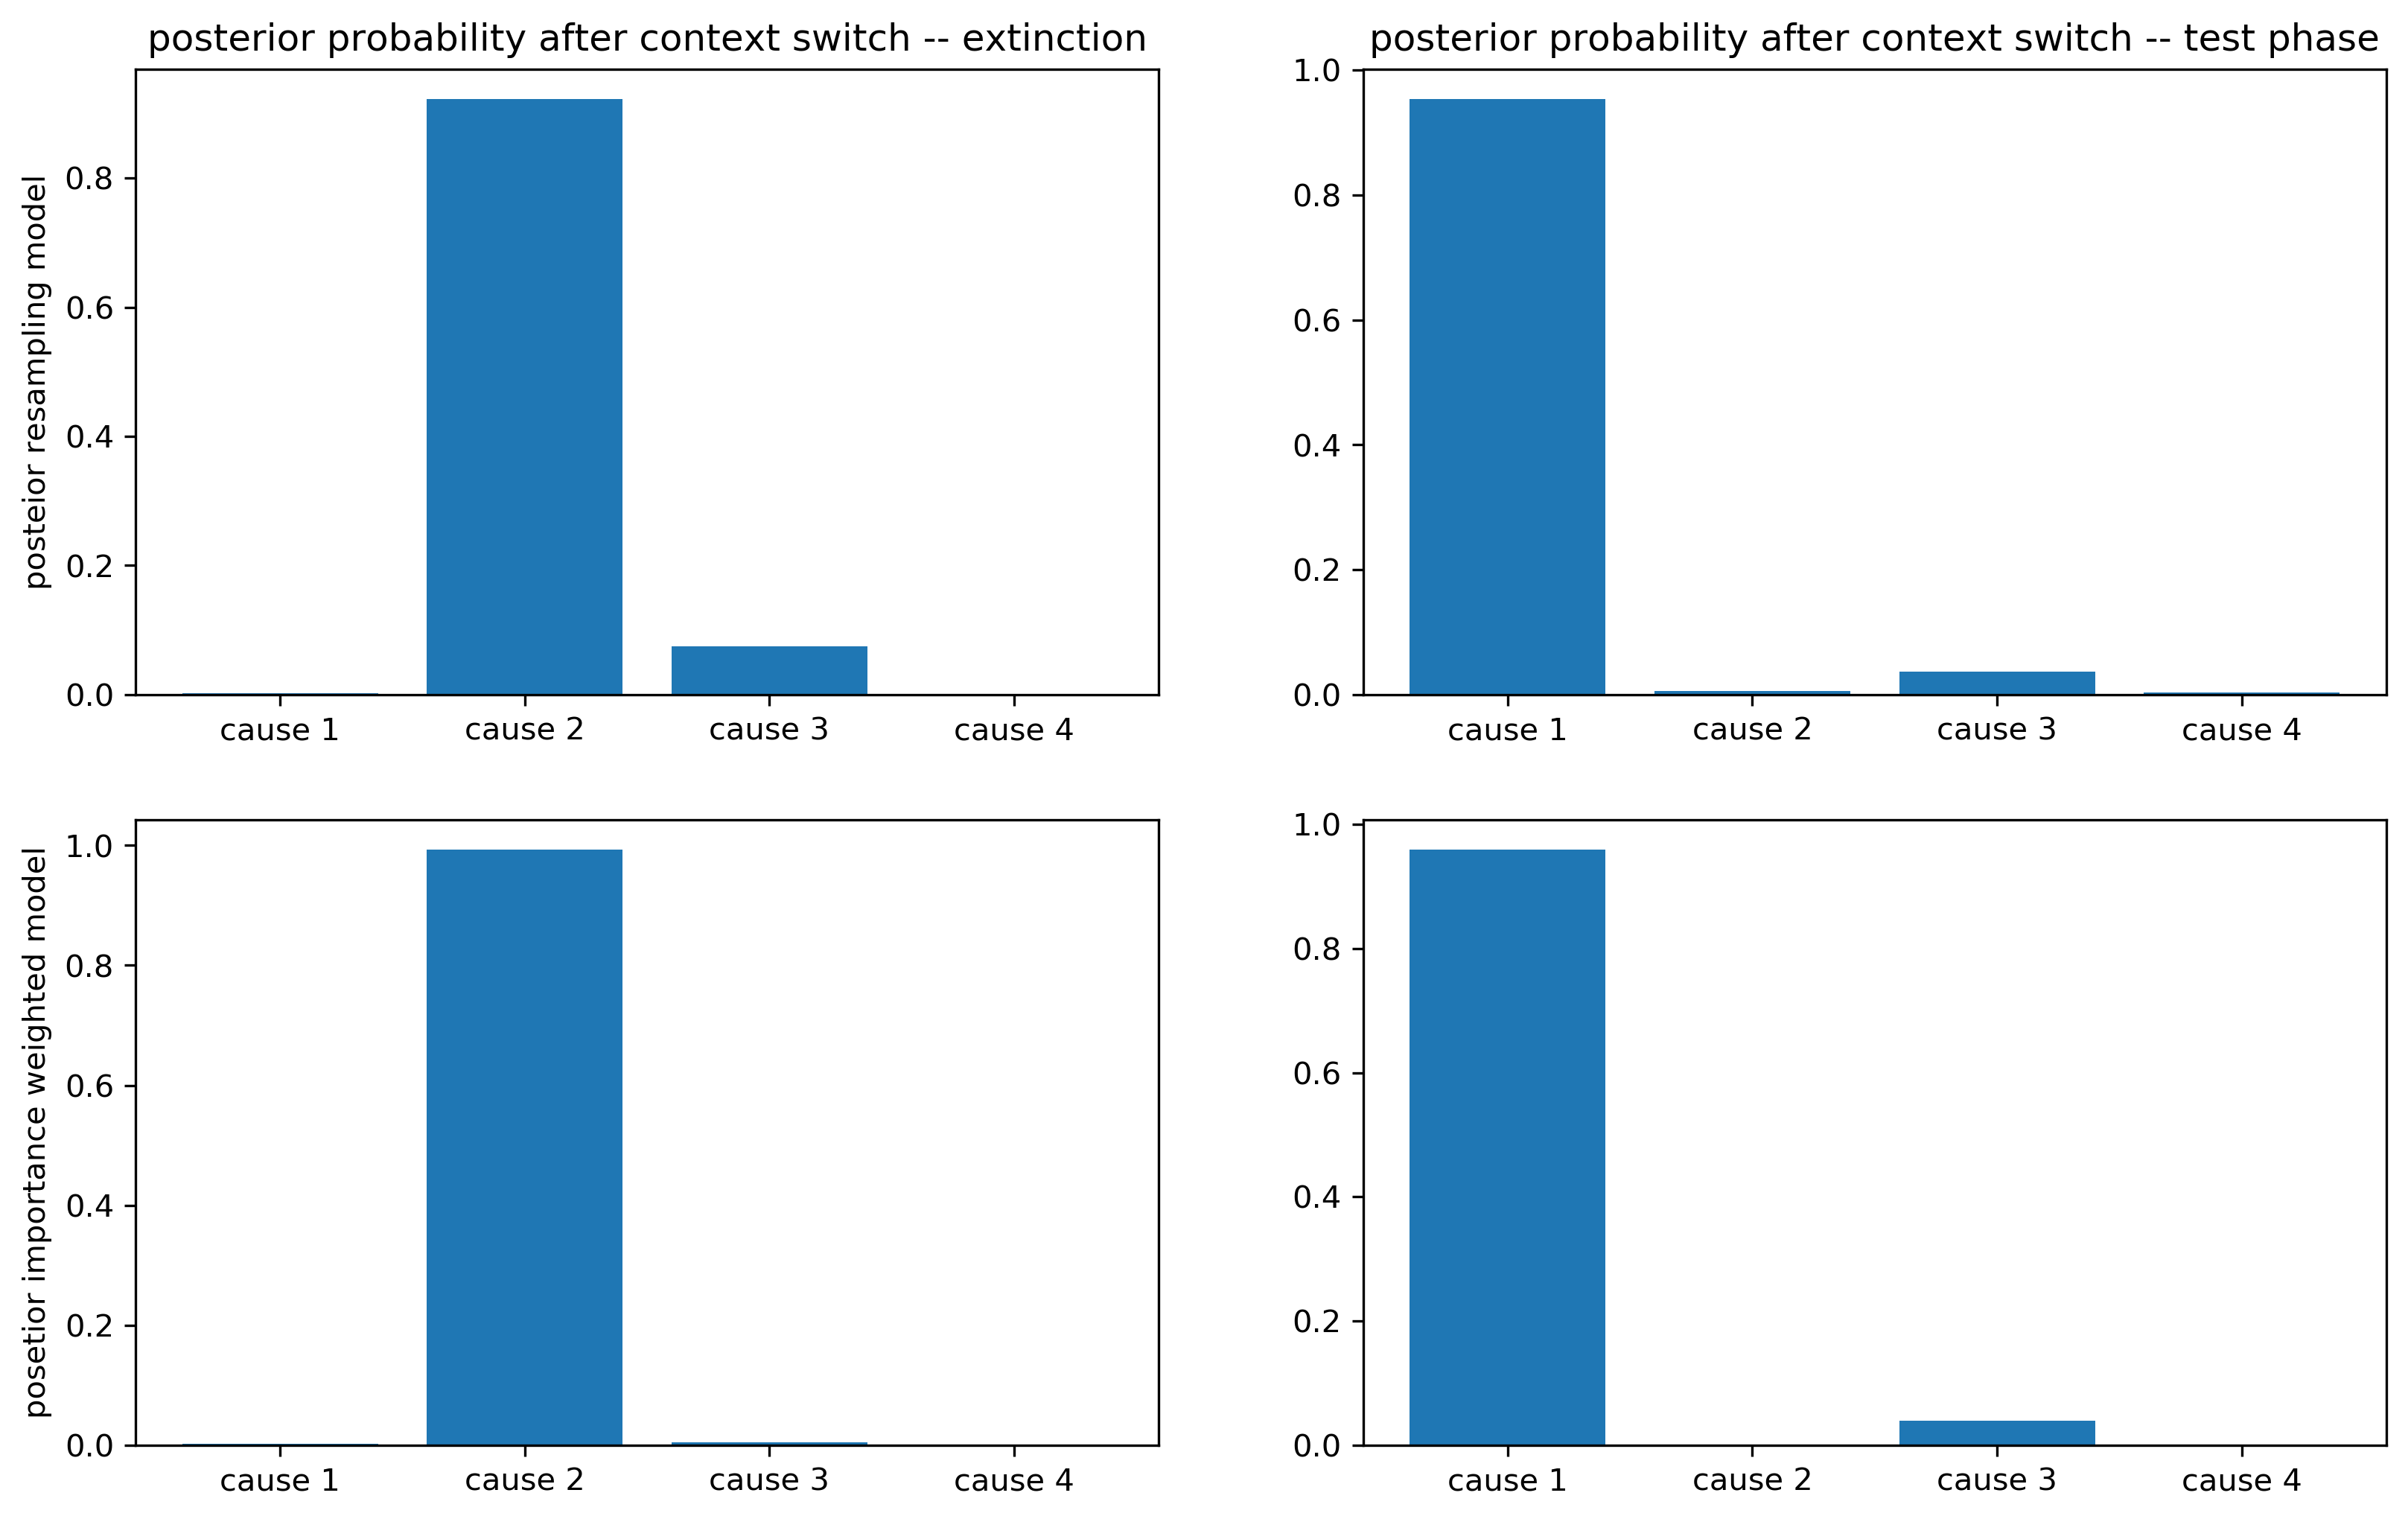 posterior probability after context switch -- extinction
posteior resampling model
0.8
0.6
0.4
0.2
0.0
cause 1 cause 2 cause 3 cause 4
posterior probability after context switch -- test phase
1.0
0.8
0.6
0.4
0.2
0.0
cause 1 cause 2 cause 3 cause 4
posetior importance weighted model
1.0
0.8
0.6
0.4
0.2
0.0
cause 1 cause 2 cause 3 cause 4
1.0
0.8
0.6
0.4
0.2
0.0
cause 1 cause 2 cause 3 cause 4